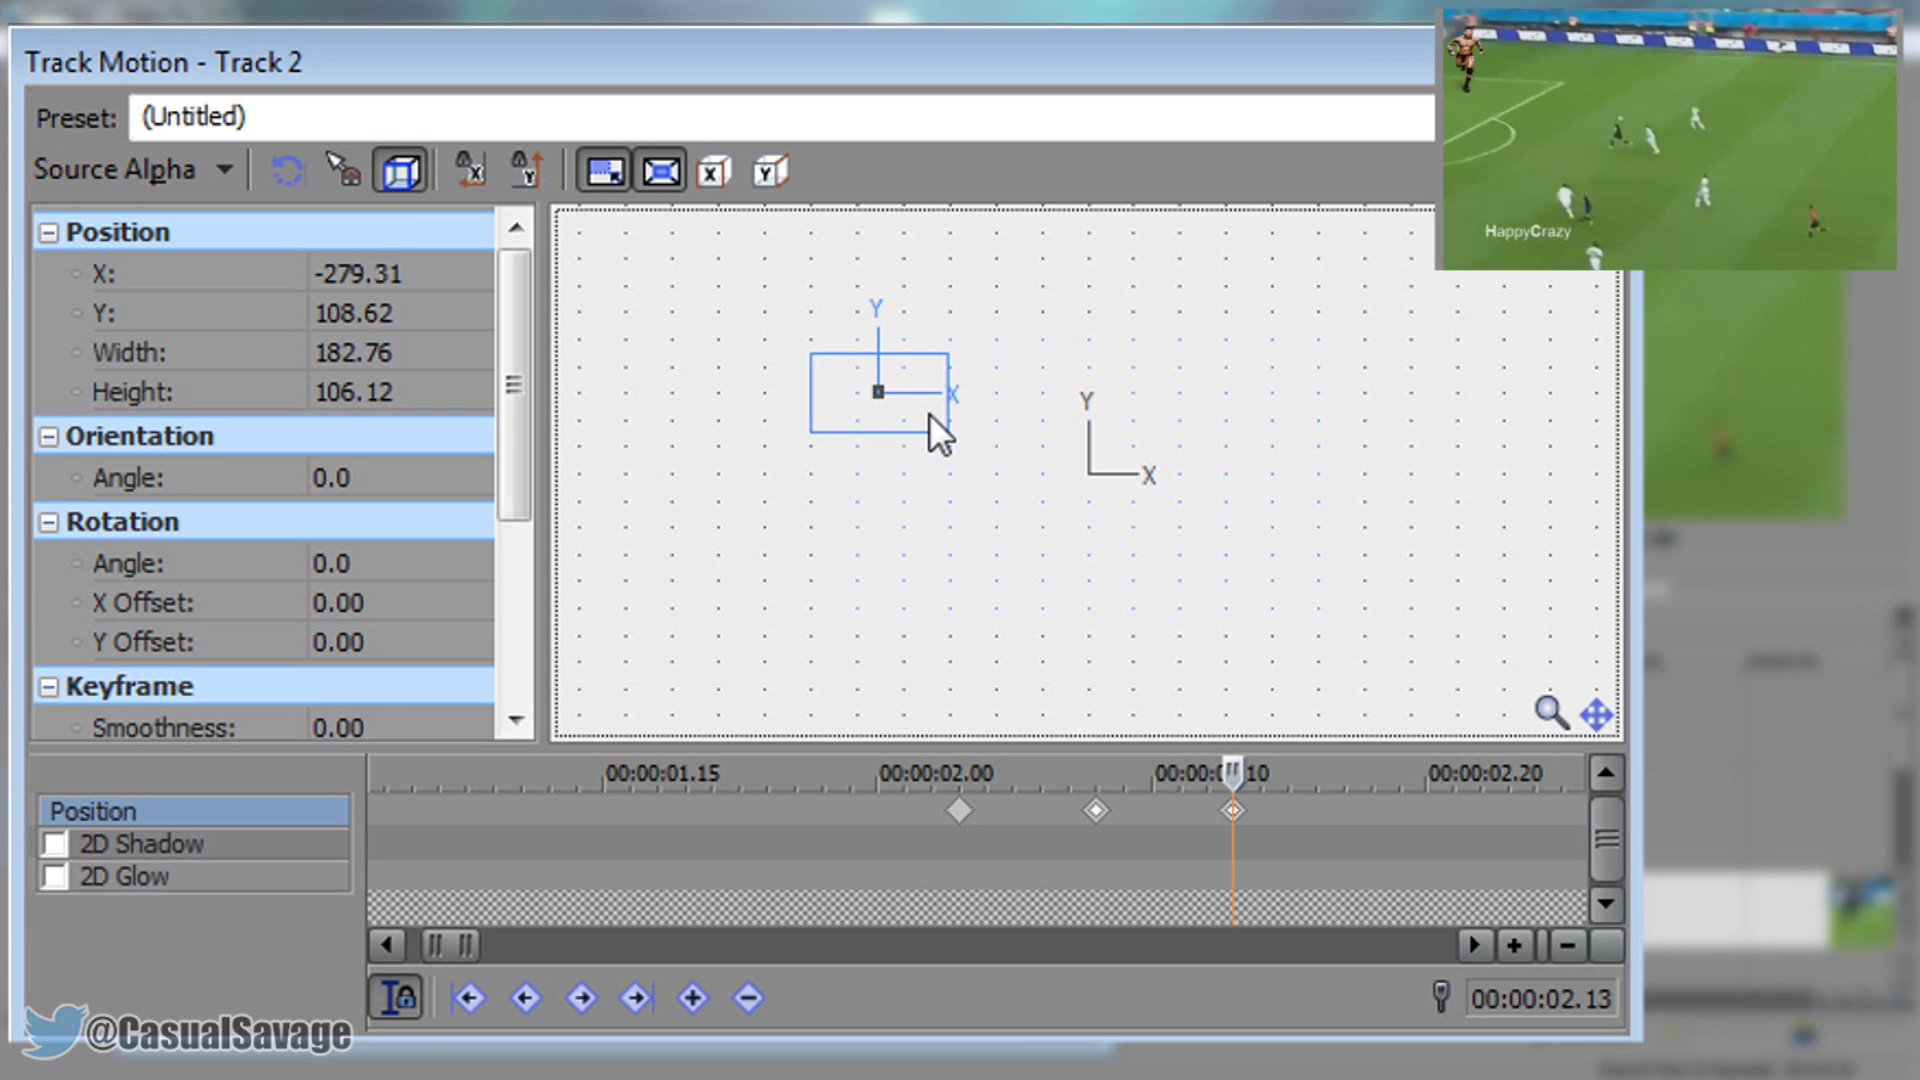 Track Motion - Track 2
Preset: (Untitled)
Source Alpha
Position
X: -279.31
Y: 108.62
Width: 182.76
Height: 106.12
Orientation
Angle: 0.0
Rotation
Angle: 0.0
X Offset: 0.00
Y Offset: 0.00
Keyframe
Smoothness: 0.00
Y
X
Y
X
HappyCrazy
00:00:01.15 00:00:02.00 00:00: 10 00:00:02.20
Position
2D Shadow
2D Glow
00:00:02.13
@CasualSavage